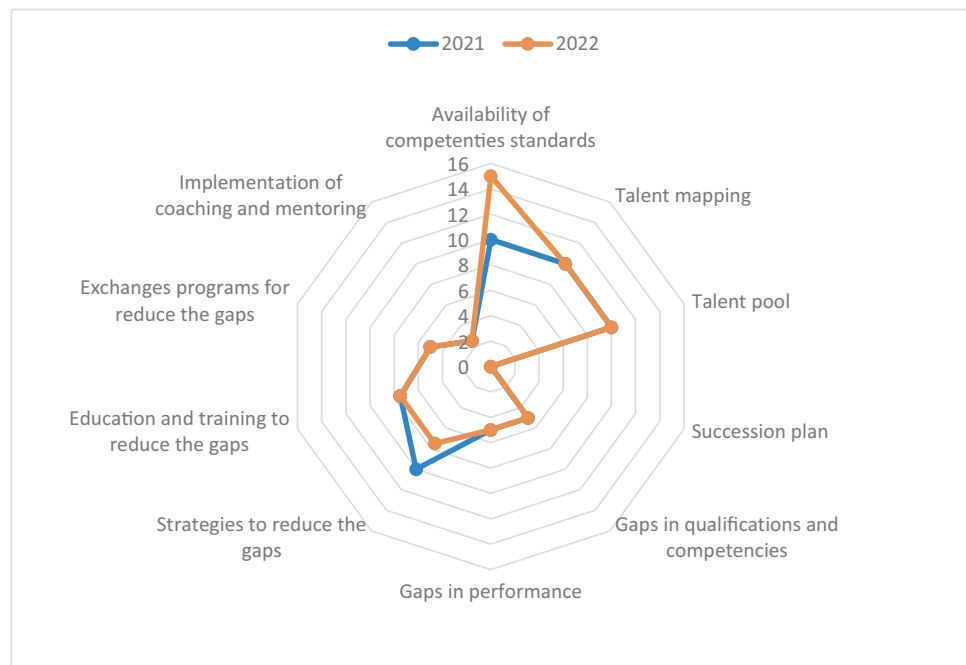 2021 2022
Availability of
competenties standards
Talent mapping
Talent pool
Succession plan
Gaps in qualifications and
competencies
Gaps in performance
Strategies to reduce the
gaps
Education and training to
reduce the gaps
Exchanges programs for
reduce the gaps
Implementation of
coaching and mentoring
16
14
12
10
8
6
4
2
0